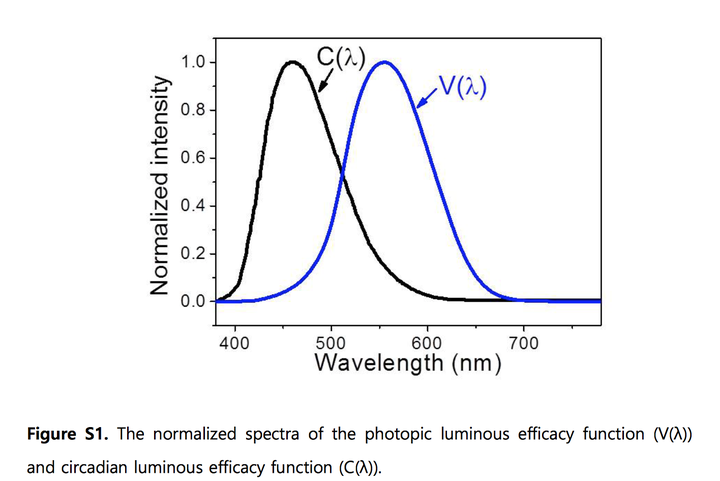 C(λ)
V(λ)
Normalized intensity
1.0
0.8
0.6
0.4
0.2
0.0
400 500 600 700
Wavelength (nm)
Figure S1. The normalized spectra of the photopic luminous efficacy function (V(λ))
and circadian luminous efficacy function (C(λ)).